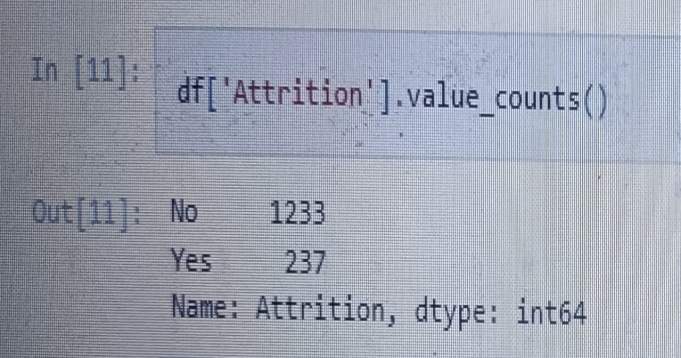 In [11]: df['Attrition'].value_counts()
Out[11]: No 1233
Yes 237
Name: Attrition, dtype: int64